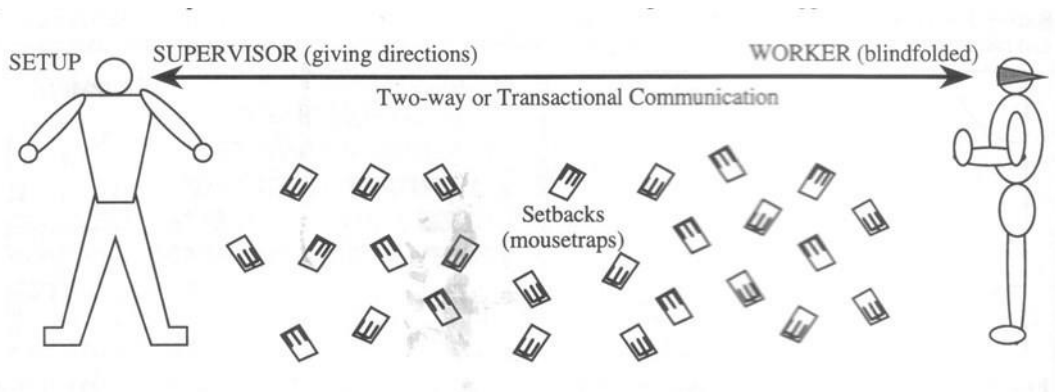 SETUP
SUPERVISOR (giving directions)
WORKER (blindfolded)
Two-way or Transactional Communication
Setbacks
(mousetraps)